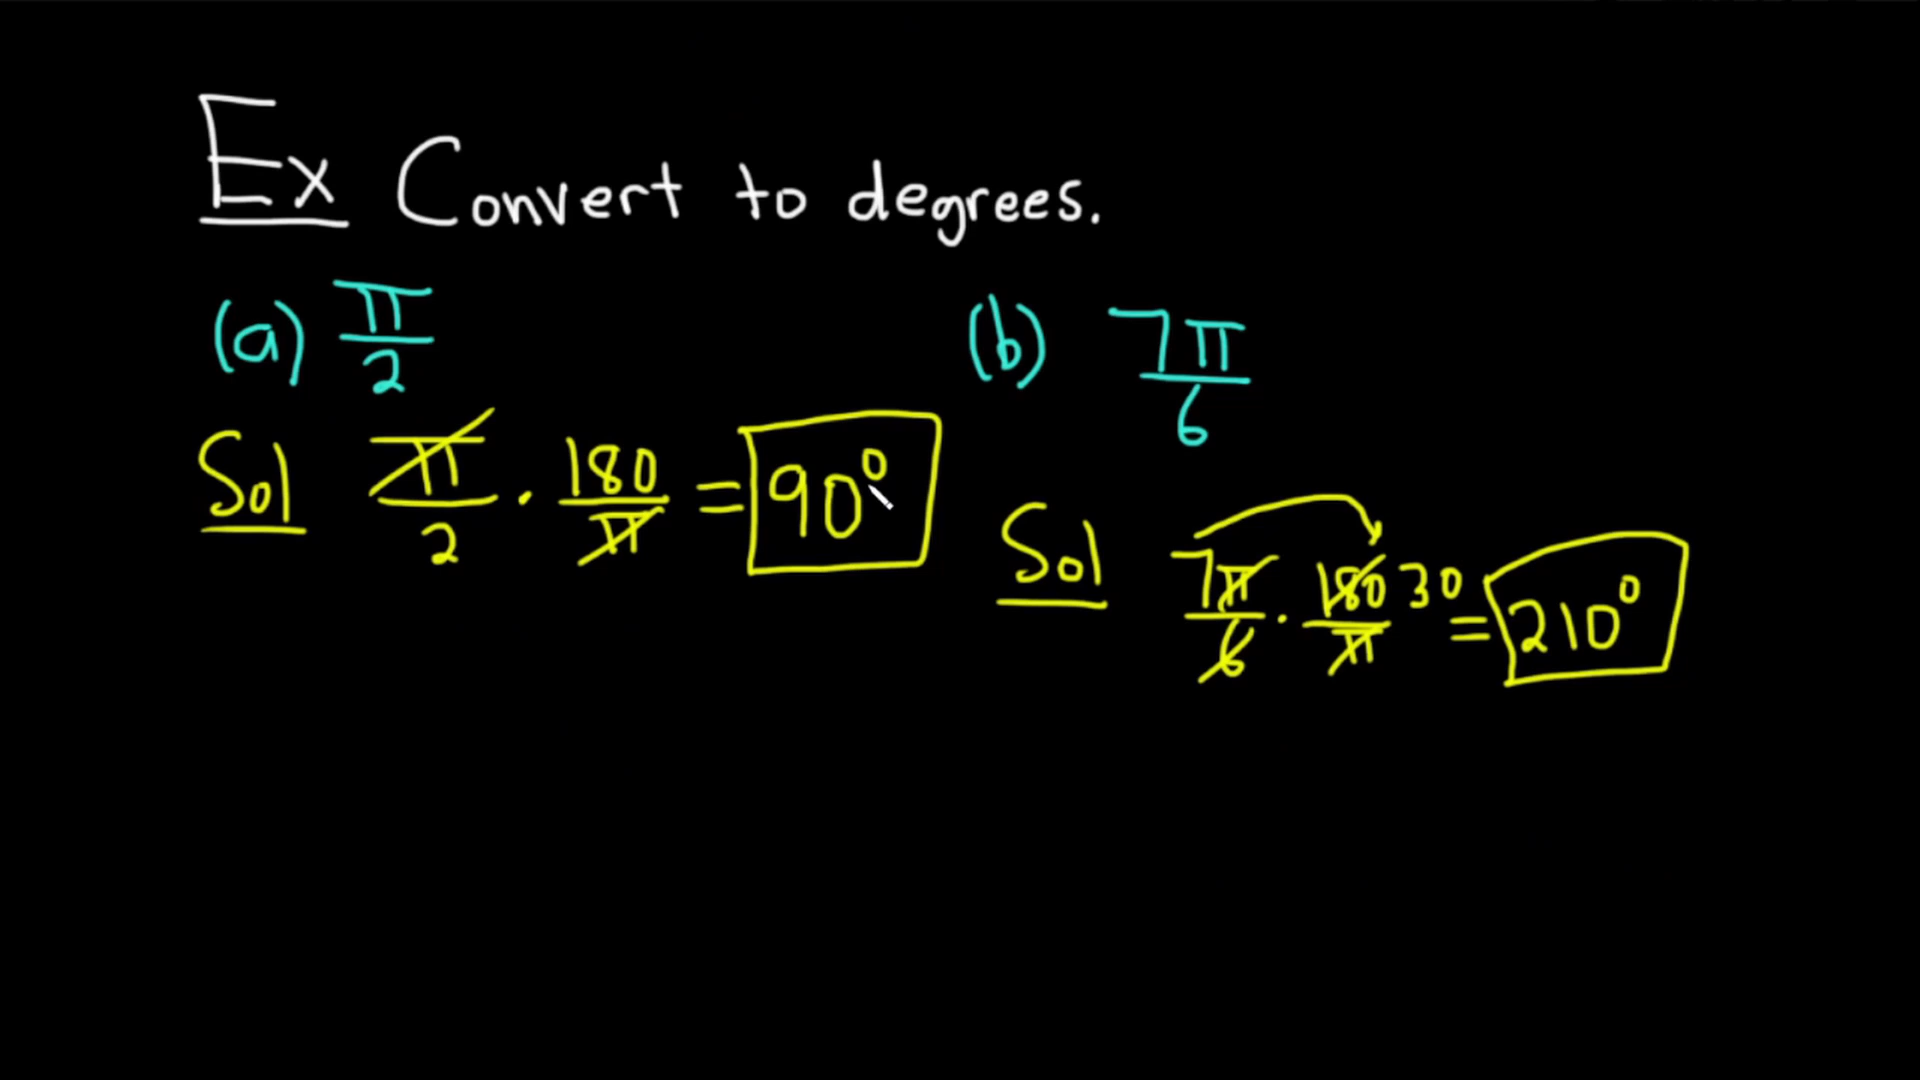 Ex Convert to degrees.
(a) π/2
(b) 7π/6
Sol π/2 · 180/π = 90°
Sol 7π/6 · 180/π 30 = 210°